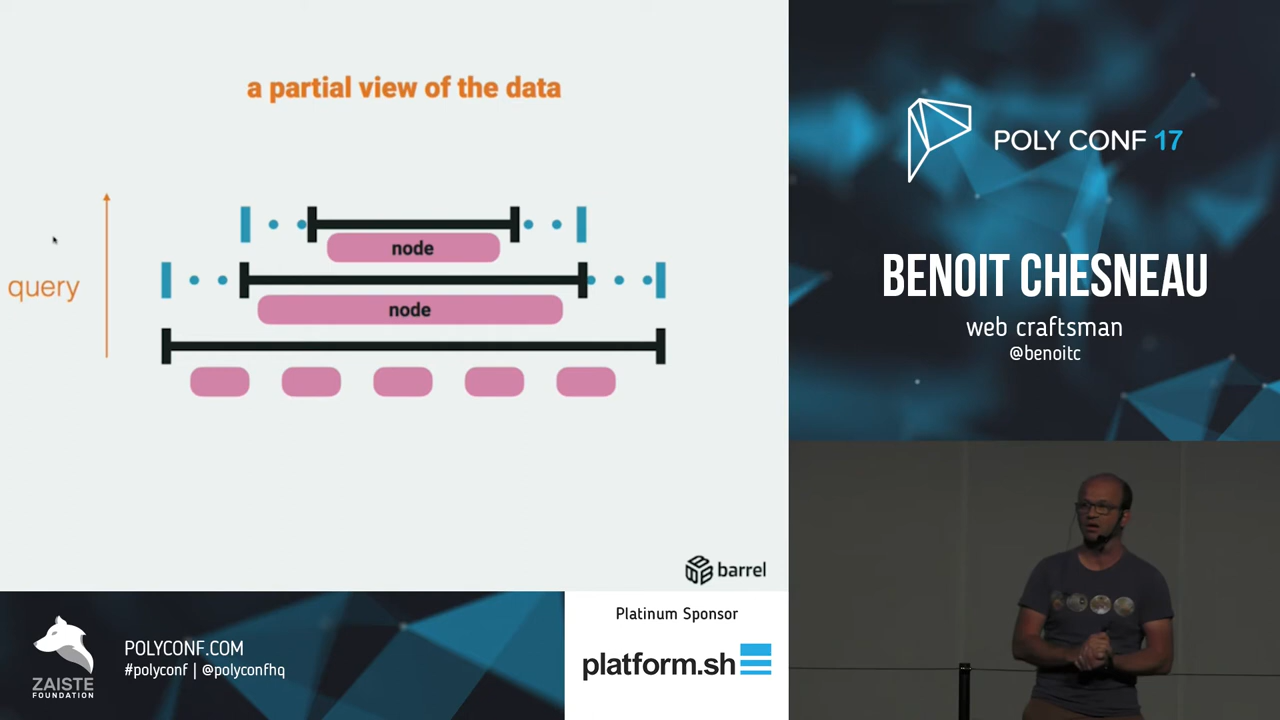 a partial view of the data
node
node
query
barrel
POLY CONF 17
BENOIT CHESNEAU
web craftsman
@benoitc
ZAISTE
FOUNDATION
POLYCONF.COM
#polyconf | @polyconfhq
Platinum Sponsor
platform.sh